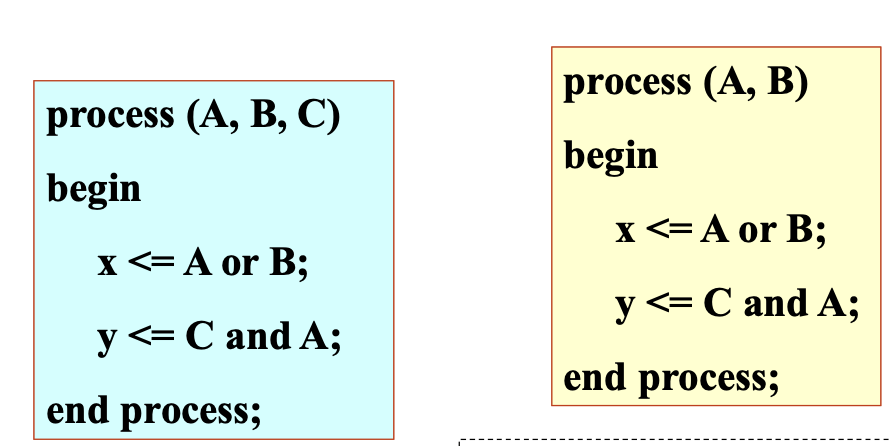 process (A, B, C)
begin
x <= A or B;
y <= C and A;
end process;
process (A, B)
begin
x <= A or B;
y <= C and A;
end process;